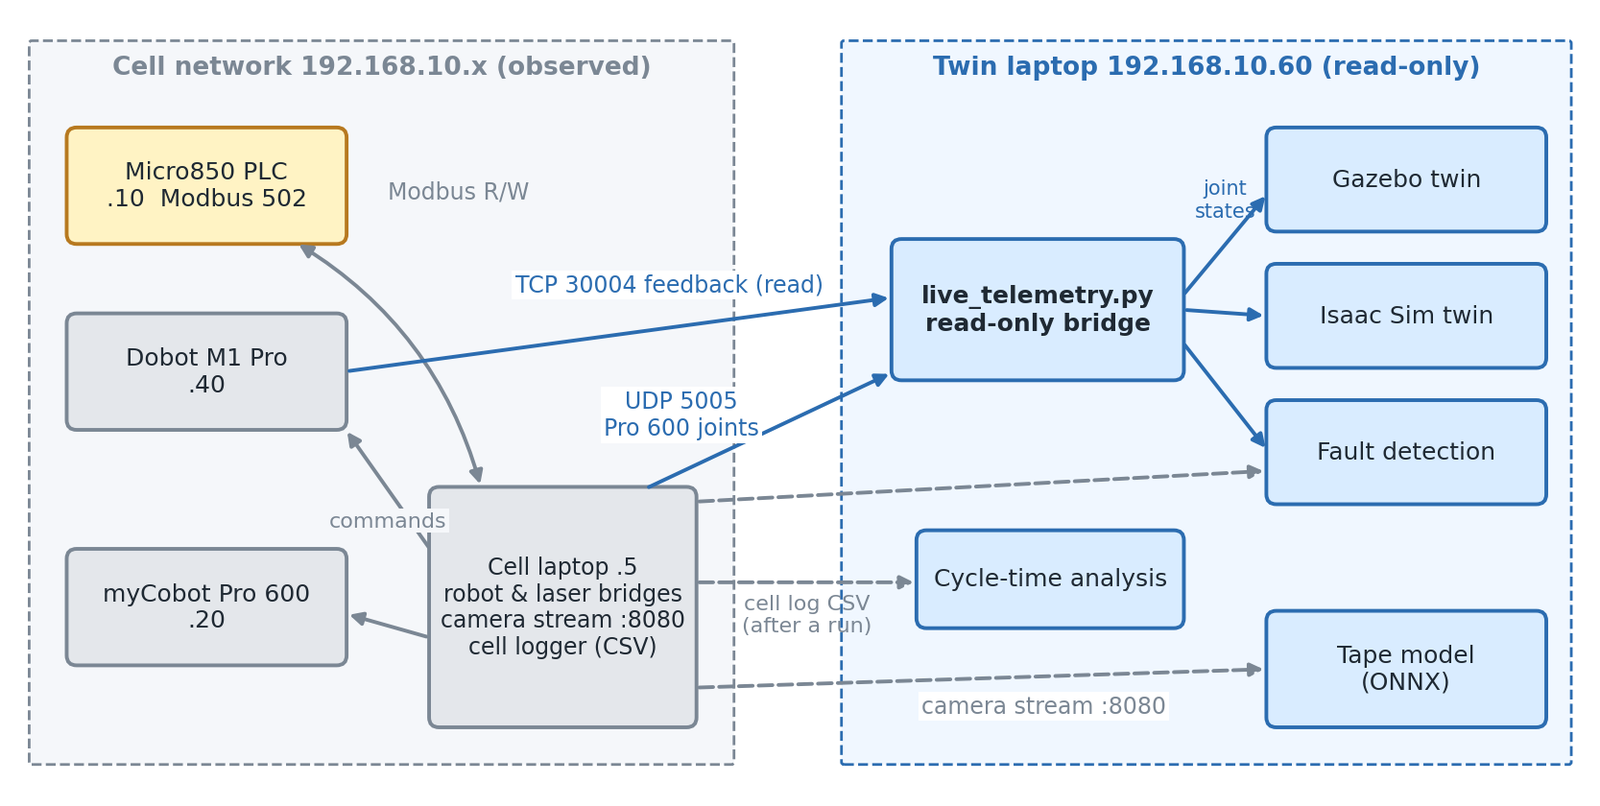 Cell network 192.168.10.x (observed)
Micro850 PLC
.10  Modbus 502
Modbus R/W
Dobot M1 Pro
.40
TCP 30004 feedback (read)
UDP 5005
Pro 600 joints
commands
myCobot Pro 600
.20
Cell laptop .5
robot & laser bridges
camera stream :8080
cell logger (CSV)
cell log CSV
(after a run)
camera stream :8080
Twin laptop 192.168.10.60 (read-only)
live_telemetry.py
read-only bridge
joint
states
Gazebo twin
Isaac Sim twin
Fault detection
Cycle-time analysis
Tape model
(ONNX)